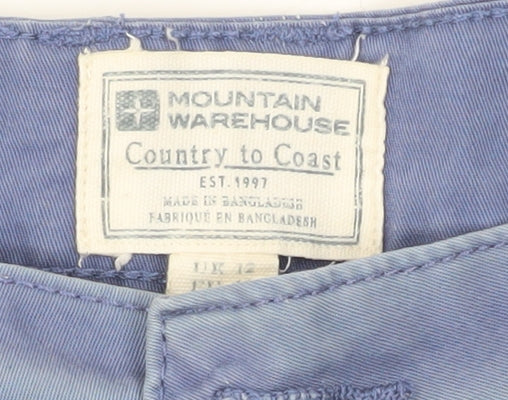 MOUNTAIN
WAREHOUSE
Country to Coast
EST. 1997
MADE IN BANGLADESH
FABRIQUE EN BANGLADESH
UK 12